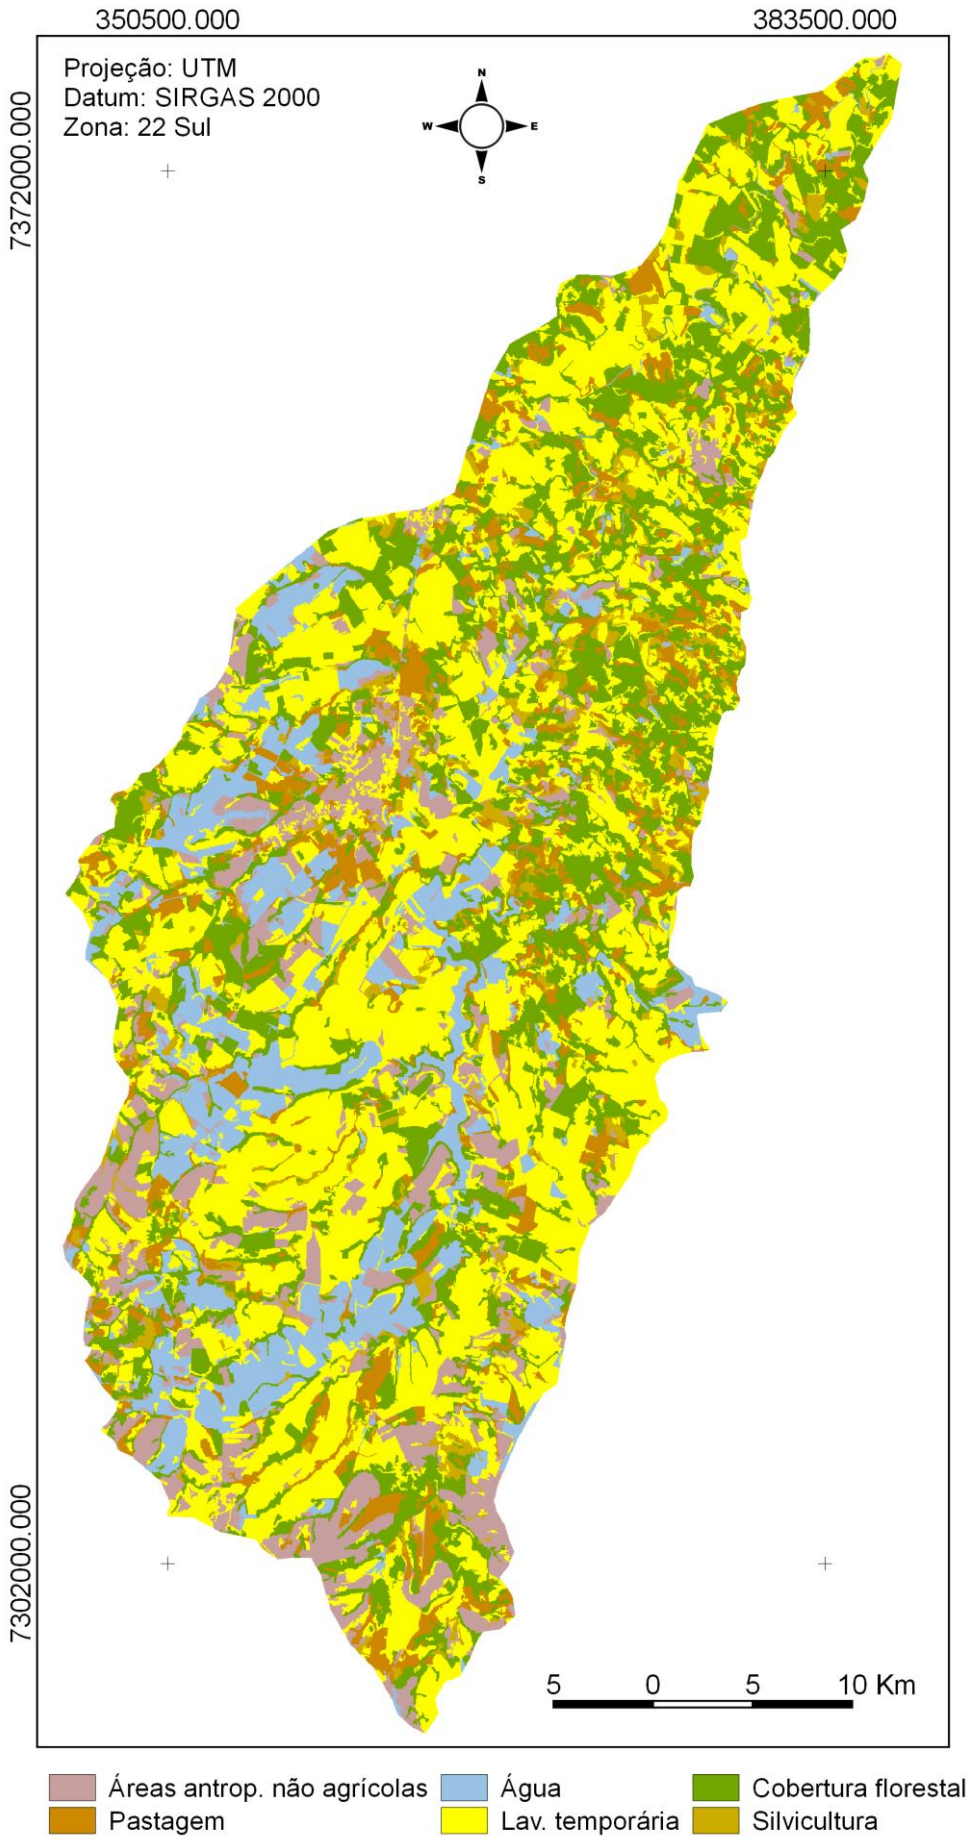 350500.000 383500.000
Projeção: UTM
Datum: SIRGAS 2000
Zona: 22 Sul
N
W E
S
7372000.000
7302000.000
5 0 5 10 Km
Áreas antrop. não agrícolas Água Cobertura florestal
Pastagem Lav. temporária Silvicultura